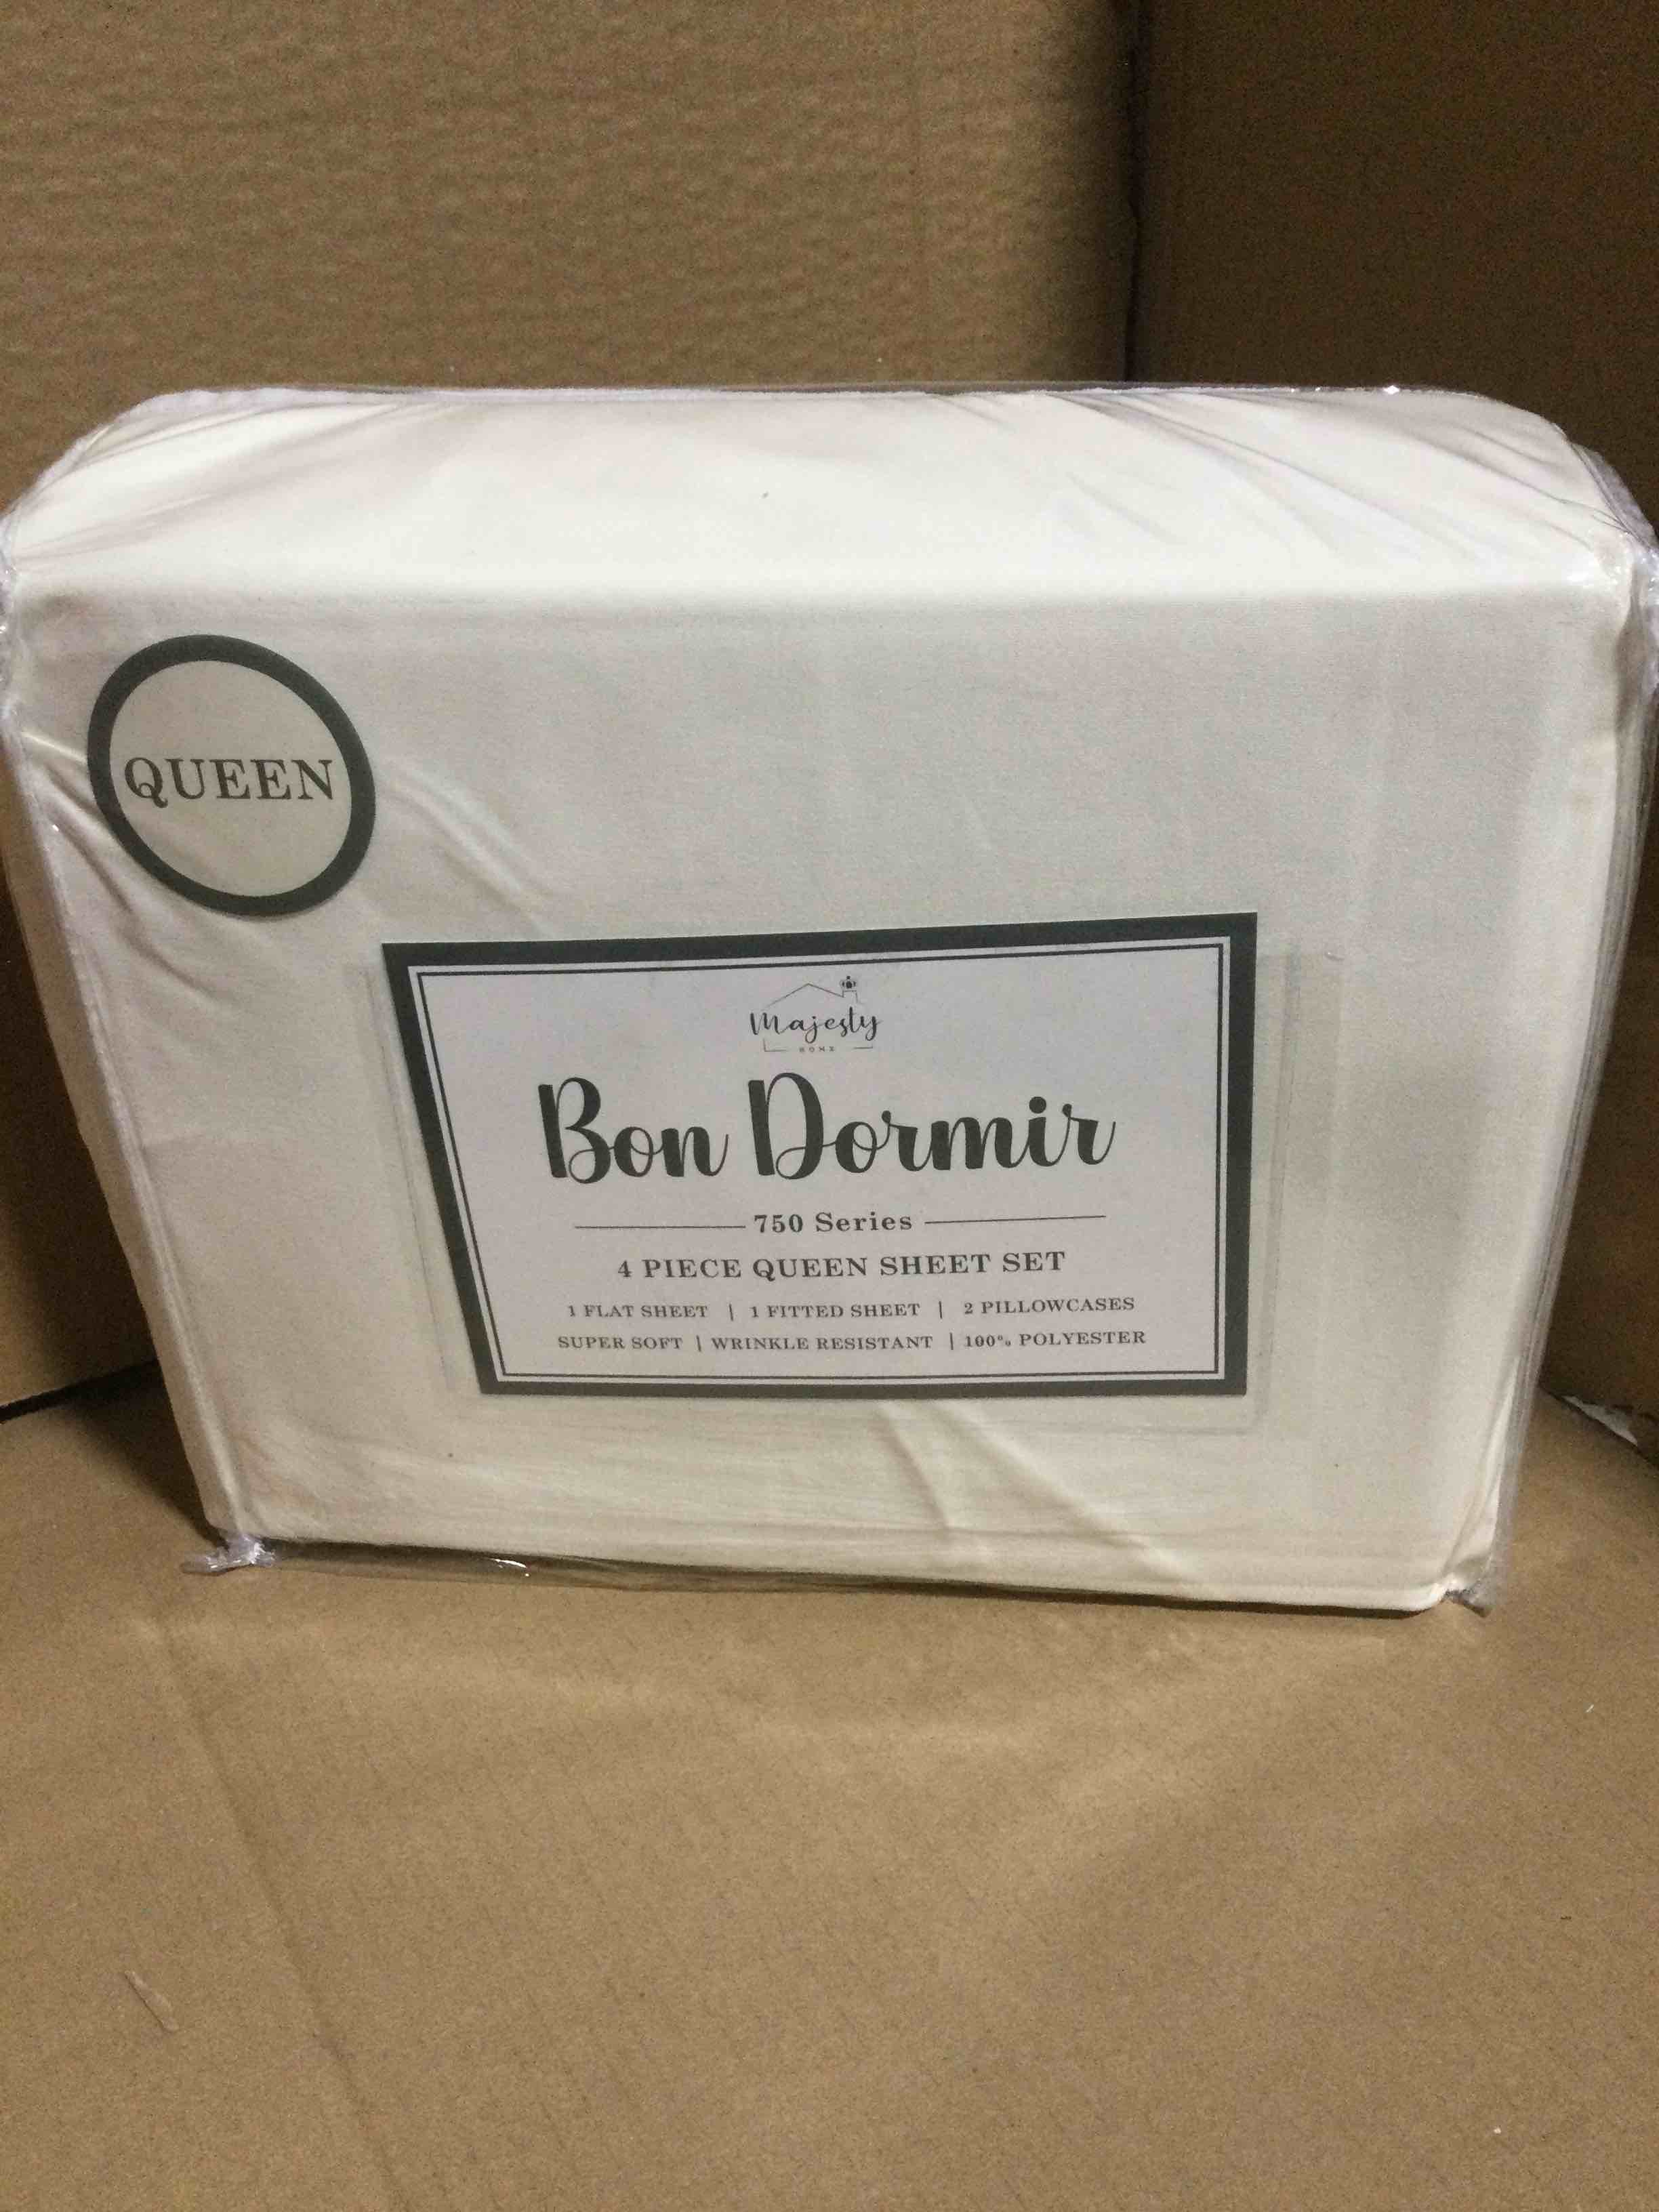 QUEEN
Majesty
HOME
Bon Dormir
750 Series
4 PIECE QUEEN SHEET SET
1 FLAT SHEET | 1 FITTED SHEET | 2 PILLOWCASES
SUPER SOFT | WRINKLE RESISTANT | 100% POLYESTER